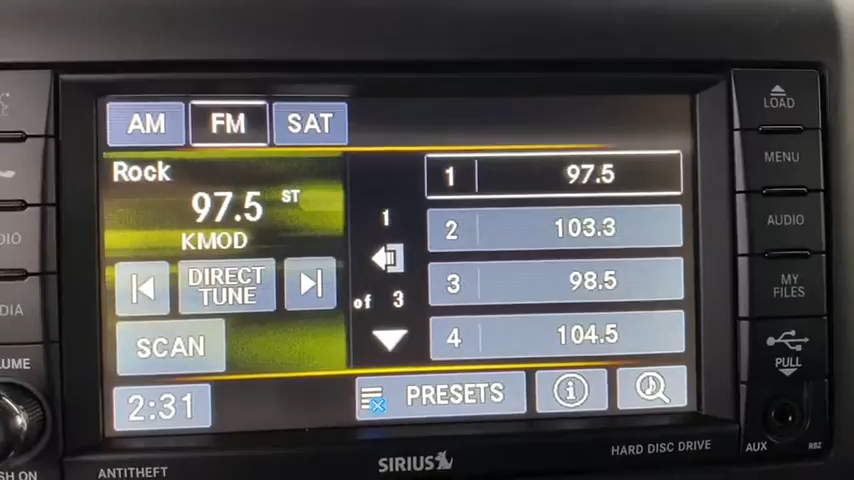 AM FM SAT
Rock
97.5 ST
KMOD
DIRECT
TUNE
SCAN
2:31
1
of 3
1 97.5
2 103.3
3 98.5
4 104.5
PRESETS
i
LOAD
MENU
AUDIO
MY
FILES
PULL
AUX
RBZ
ANTITHEFT
SIRIUS
HARD DISC DRIVE